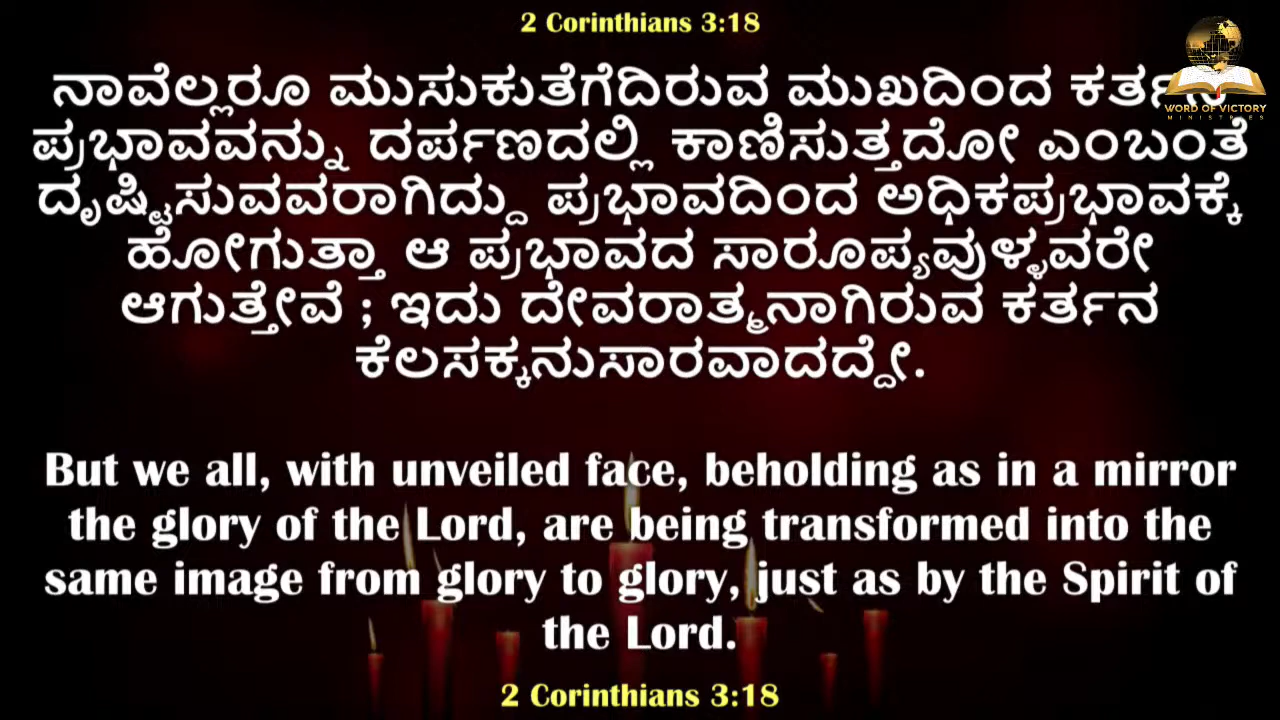 2 Corinthians 3:18
ನಾವೆಲ್ಲರೂ ಮುಸುಕುತೆಗೆದಿರುವ ಮುಖದಿಂದ
WORD OF VICTORY
MINISTRIES
ಪ್ರಭಾವವನ್ನು ದರ್ಪಣದಲ್ಲಿ ಕಾಣಿಸುತ್ತದೋ ಎಂಬಂತೆ
ದೃಷ್ಟಿಸುವವರಾಗಿದ್ದು ಪ್ರಭಾವದಿಂದ ಅಧಿಕಪ್ರಭಾವಕ್ಕೆ
ಹೋಗುತ್ತಾ ಆ ಪ್ರಭಾವದ ಸಾರೂಪ್ಯವುಳ್ಳವರೇ
ಆಗುತ್ತೇವೆ ; ಇದು ದೇವರಾತ್ಮನಾಗಿರುವ ಕರ್ತನ
ಕೆಲಸಕ್ಕನುಸಾರವಾದದ್ದೇ.
But we all, with unveiled face, beholding as in a mirror
the glory of the Lord, are being transformed into the
same image from glory to glory, just as by the Spirit of
the Lord.
2 Corinthians 3:18